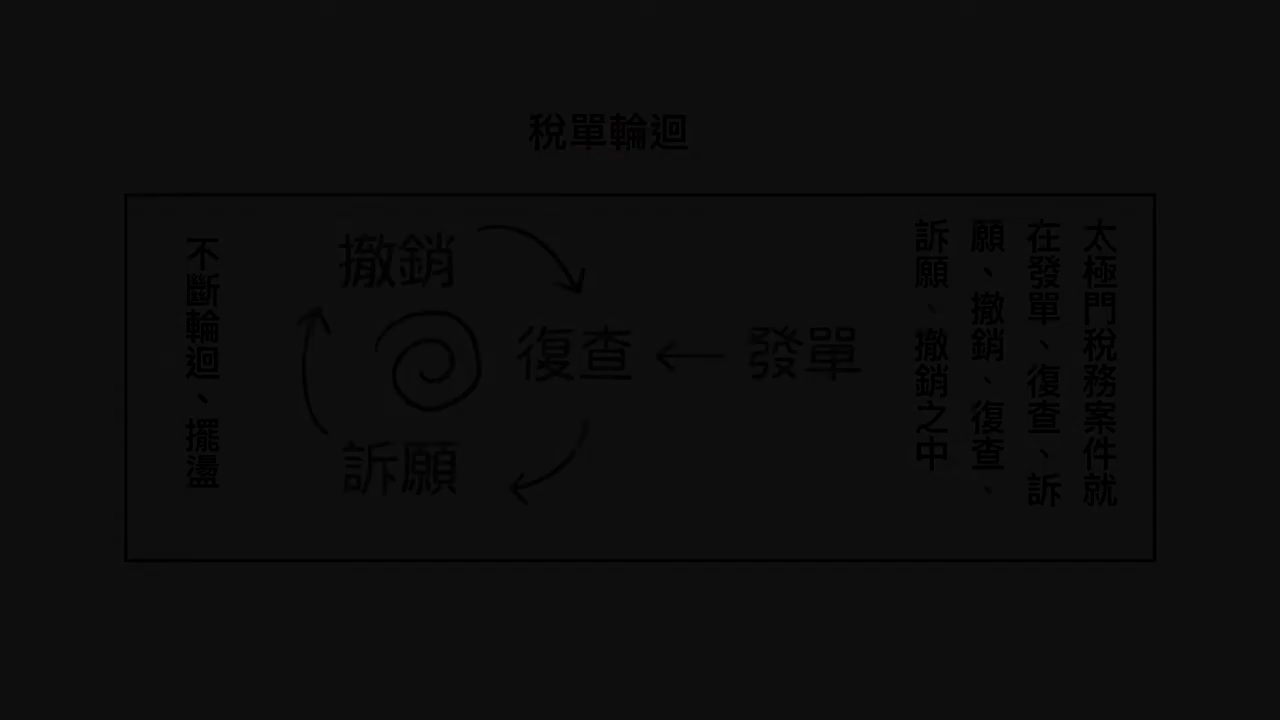 稅單輪迴
太極門稅務案件就
在發單、復查、訴
願、撤銷、復查、
訴願、撤銷之中
發單
復查
訴願
撤銷
不斷輪迴、擺盪